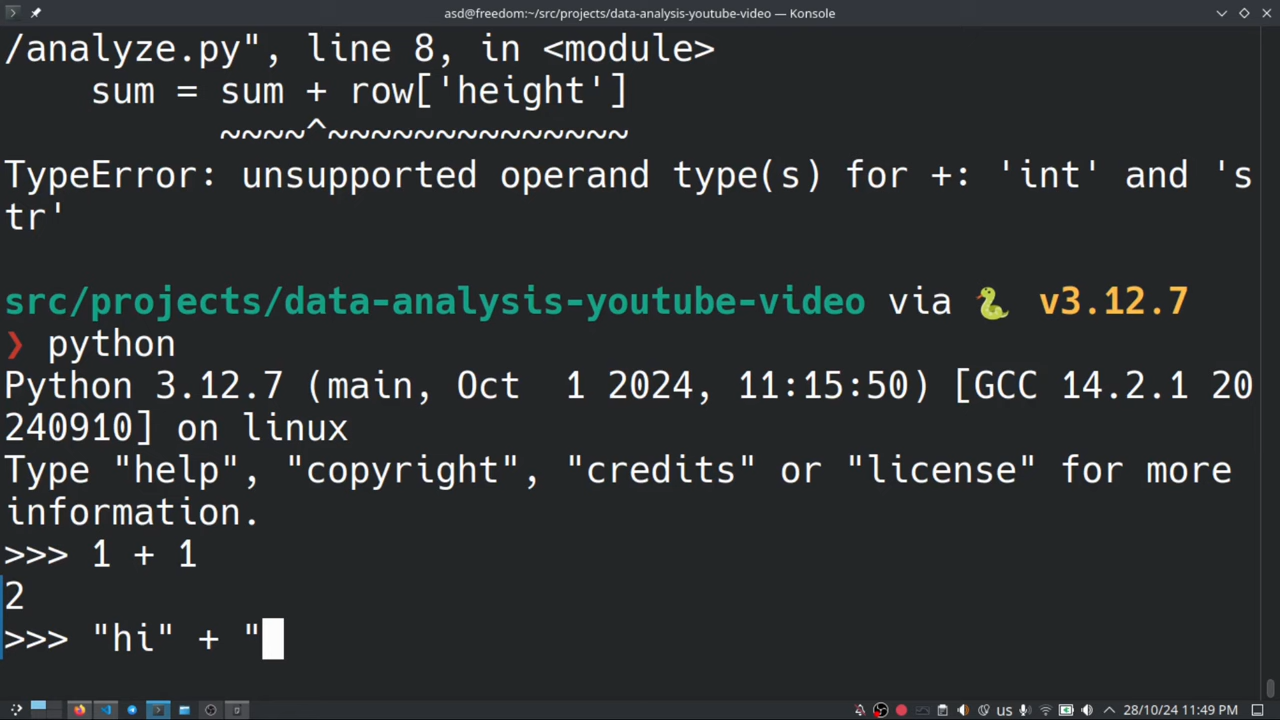 asd@freedom:~/src/projects/data-analysis-youtube-video — Konsole
/analyze.py", line 8, in <module>
    sum = sum + row['height']
          ~~~~^~~~~~~~~~~~~~~
TypeError: unsupported operand type(s) for +: 'int' and 's
tr'
src/projects/data-analysis-youtube-video via 🐍 v3.12.7
❯ python
Python 3.12.7 (main, Oct  1 2024, 11:15:50) [GCC 14.2.1 20
240910] on linux
Type "help", "copyright", "credits" or "license" for more
information.
>>> 1 + 1
2
>>> "hi" + "
us
28/10/24 11:49 PM